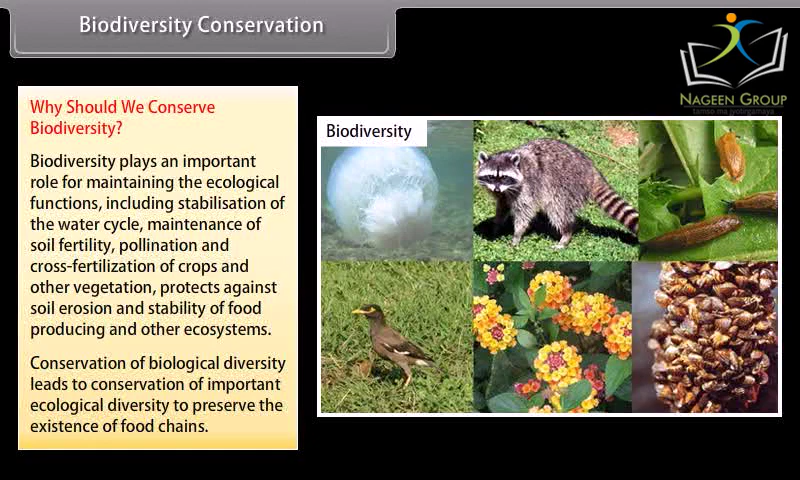 Biodiversity Conservation
NAGEEN GROUP
tamso ma jyotirgamaya
Why Should We Conserve
Biodiversity?
Biodiversity plays an important
role for maintaining the ecological
functions, including stabilisation of
the water cycle, maintenance of
soil fertility, pollination and
cross-fertilization of crops and
other vegetation, protects against
soil erosion and stability of food
producing and other ecosystems.
Conservation of biological diversity
leads to conservation of important
ecological diversity to preserve the
existence of food chains.
Biodiversity